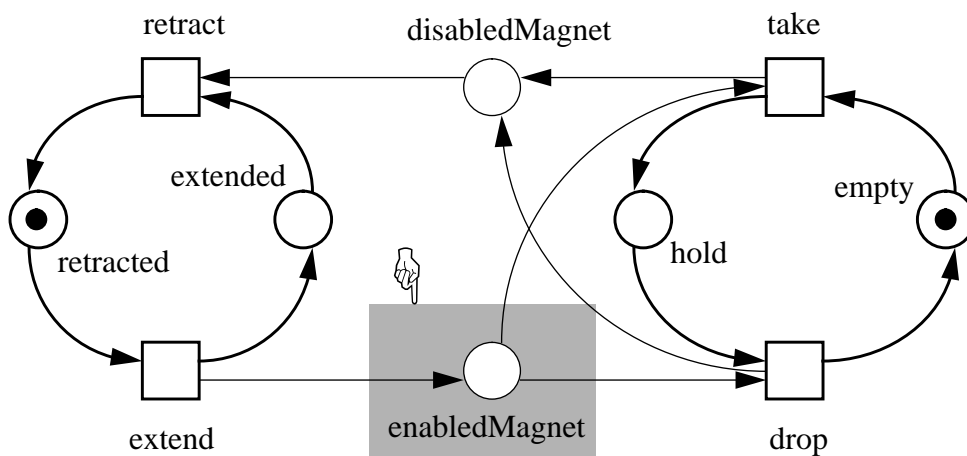 retract
disabledMagnet
take
extended
empty
retracted
hold
enabledMagnet
extend
drop